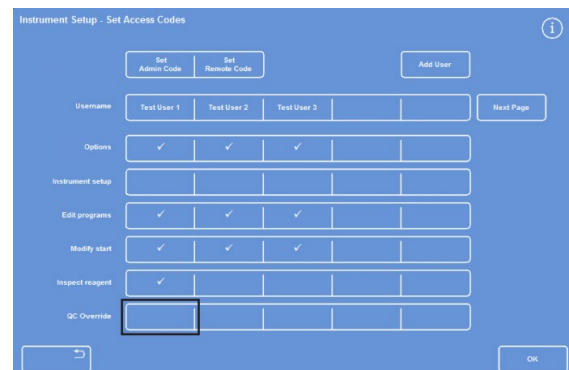 Instrument Setup - Set Access Codes
i
Set Admin Code
Set Remote Code
Add User
Username
Test User 1
Test User 2
Test User 3
Next Page
Options
✓ ✓ ✓
Instrument setup
Edit programs
✓ ✓ ✓
Modify start
✓ ✓ ✓
Inspect reagent
✓
QC Override
OK